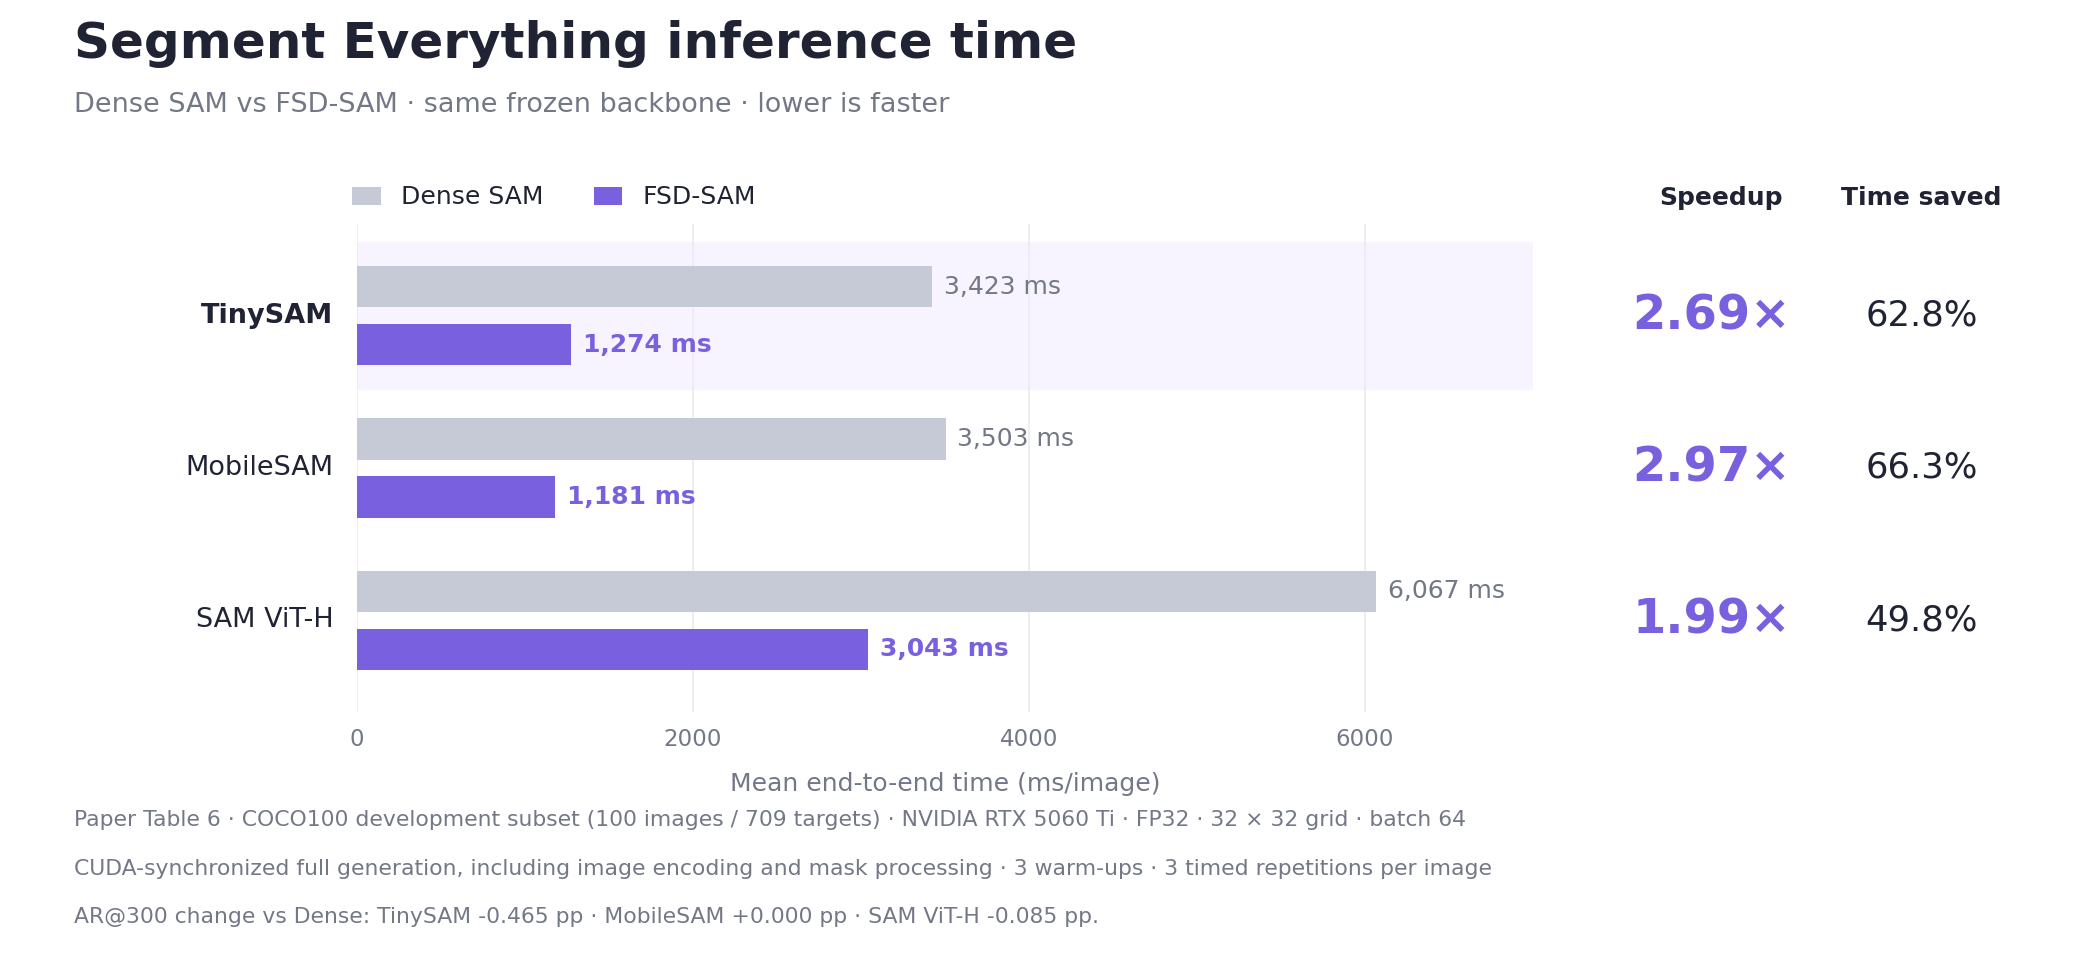 Segment Everything inference time
Dense SAM vs FSD-SAM · same frozen backbone · lower is faster
Dense SAM
FSD-SAM
Speedup
Time saved
TinySAM
3,423 ms
1,274 ms
2.69×
62.8%
MobileSAM
3,503 ms
1,181 ms
2.97×
66.3%
SAM ViT-H
6,067 ms
3,043 ms
1.99×
49.8%
0
2000
4000
6000
Mean end-to-end time (ms/image)
Paper Table 6 · COCO100 development subset (100 images / 709 targets) · NVIDIA RTX 5060 Ti · FP32 · 32 × 32 grid · batch 64
CUDA-synchronized full generation, including image encoding and mask processing · 3 warm-ups · 3 timed repetitions per image
AR@300 change vs Dense: TinySAM -0.465 pp · MobileSAM +0.000 pp · SAM ViT-H -0.085 pp.